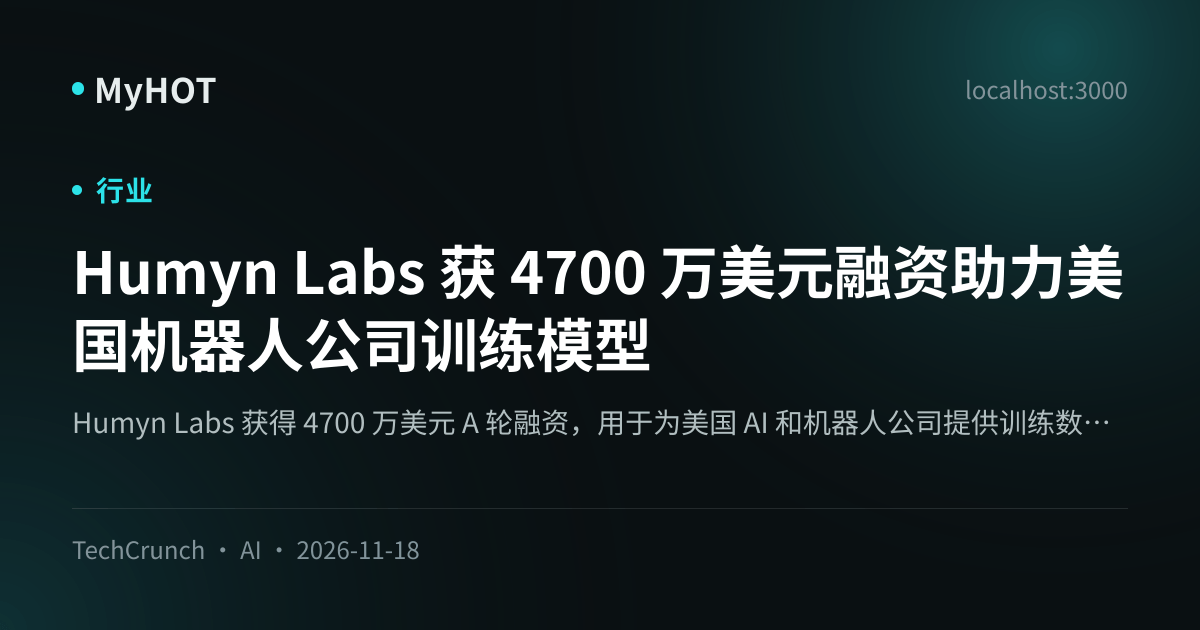 MyHOT
localhost:3000
行业
Humyn Labs 获 4700 万美元融资助力美
国机器人公司训练模型
Humyn Labs 获得 4700 万美元 A 轮融资，用于为美国 AI 和机器人公司提供训练数…
TechCrunch · AI · 2026-11-18